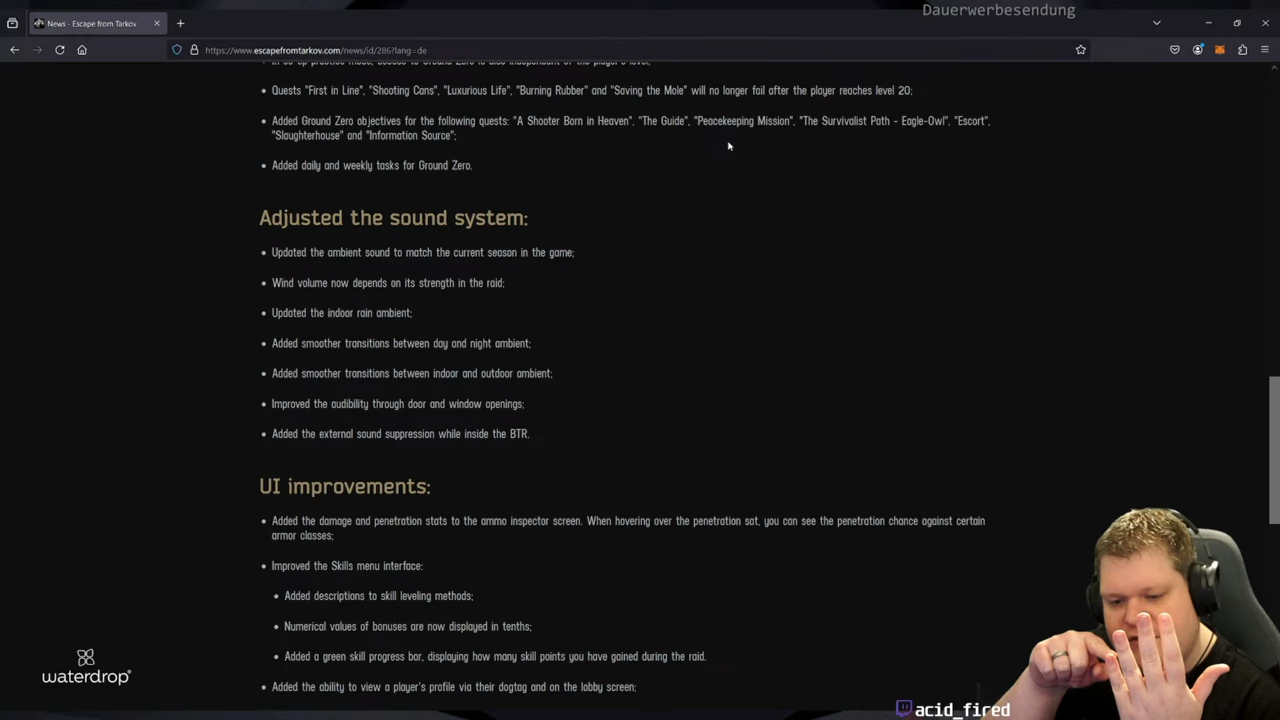 Dauerwerbesendung
News - Escape from Tarkov
https://www.escapefromtarkov.com/news/id/286?lang=de
In co-op practice mode, access to Ground Zero is also independent of the player's level;
Quests "First in Line", "Shooting Cans", "Luxurious Life", "Burning Rubber" and "Saving the Mole" will no longer fail after the player reaches level 20;
Added Ground Zero objectives for the following quests: "A Shooter Born in Heaven", "The Guide", "Peacekeeping Mission", "The Survivalist Path - Eagle-Owl", "Escort",
"Slaughterhouse" and "Information Source";
Added daily and weekly tasks for Ground Zero.
Adjusted the sound system:
Updated the ambient sound to match the current season in the game;
Wind volume now depends on its strength in the raid;
Updated the indoor rain ambient;
Added smoother transitions between day and night ambient;
Added smoother transitions between indoor and outdoor ambient;
Improved the audibility through door and window openings;
Added the external sound suppression while inside the BTR.
UI improvements:
Added the damage and penetration stats to the ammo inspector screen. When hovering over the penetration sat, you can see the penetration chance against certain
armor classes;
Improved the Skills menu interface:
Added descriptions to skill leveling methods;
Numerical values of bonuses are now displayed in tenths;
Added a green skill progress bar, displaying how many skill points you have gained during the raid.
Added the ability to view a player's profile via their dogtag and on the lobby screen;
waterdrop
acid_fired